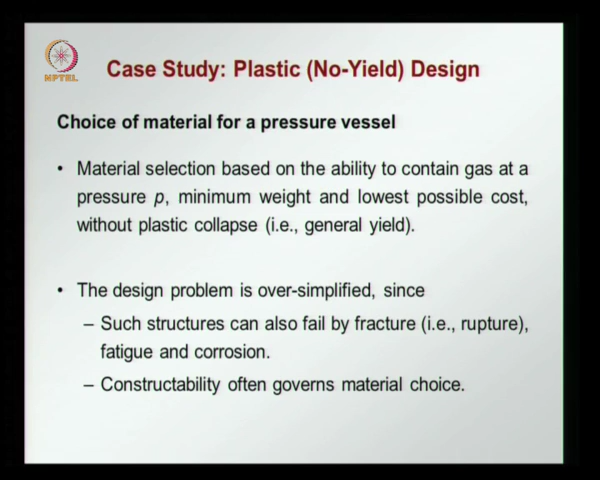 NPTEL
Case Study: Plastic (No-Yield) Design
Choice of material for a pressure vessel
• Material selection based on the ability to contain gas at a
pressure p, minimum weight and lowest possible cost,
without plastic collapse (i.e., general yield).
• The design problem is over-simplified, since
– Such structures can also fail by fracture (i.e., rupture),
fatigue and corrosion.
– Constructability often governs material choice.